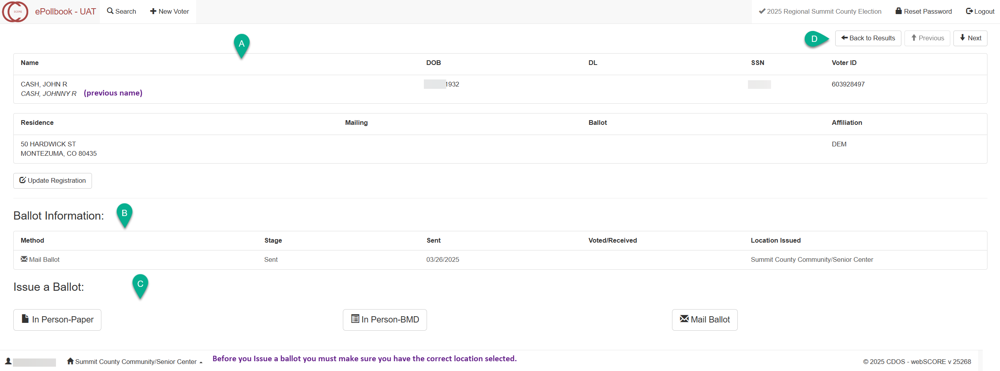 SCORE ePollbook - UAT Search New Voter 2025 Regional Summit County Election Reset Password Logout
A
D Back to Results Previous Next
Name DOB DL SSN Voter ID
CASH, JOHN R 1932 603928497
CASH, JOHNNY R (previous name)
Residence Mailing Ballot Affiliation
50 HARDWICK ST DEM
MONTEZUMA, CO 80435
Update Registration
Ballot Information: B
Method Stage Sent Voted/Received Location Issued
Mail Ballot Sent 03/26/2025 Summit County Community/Senior Center
Issue a Ballot: C
In Person-Paper In Person-BMD Mail Ballot
Summit County Community/Senior Center Before you Issue a ballot you must make sure you have the correct location selected. © 2025 CDOS - webSCORE v 25268